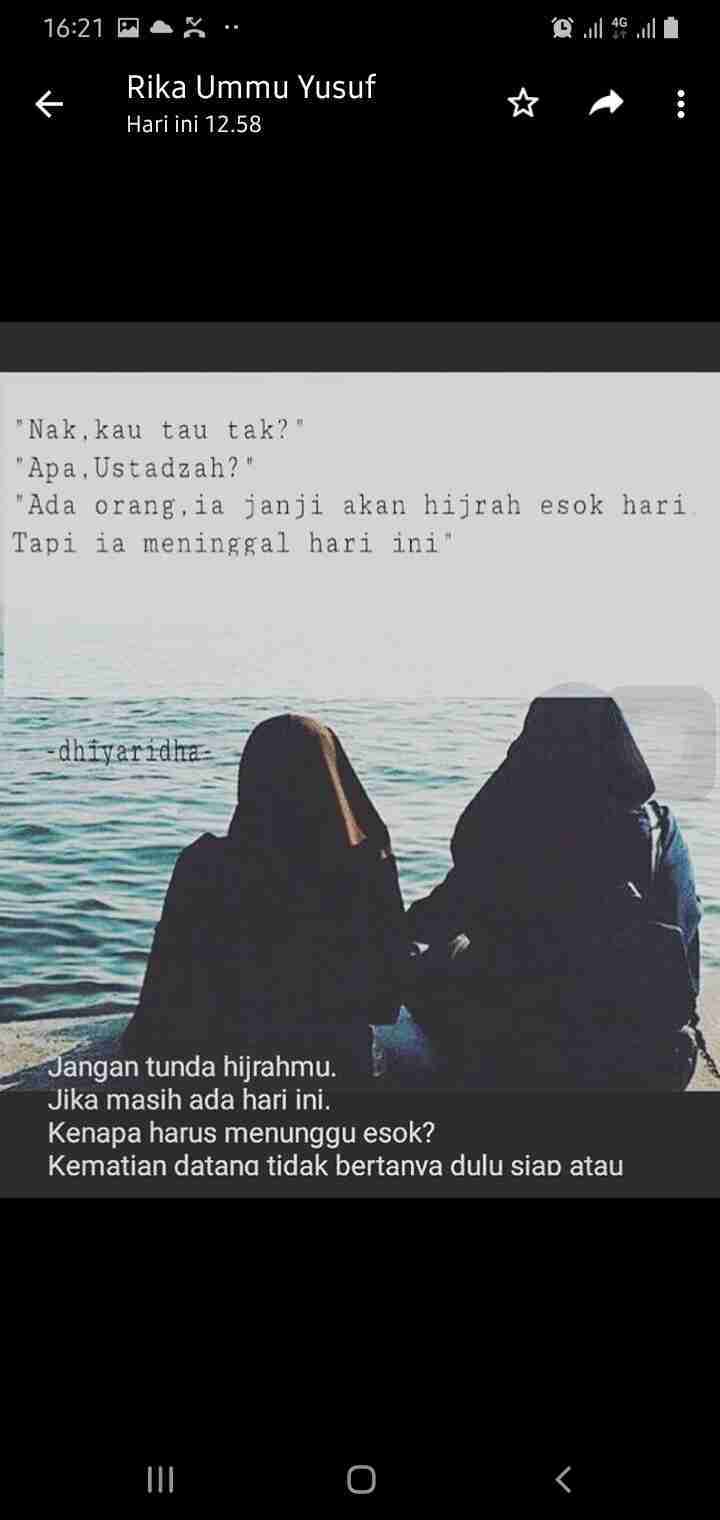 16:21
4G
Rika Ummu Yusuf
Hari ini 12.58
"Nak,kau tau tak?"
"Apa,Ustadzah?"
"Ada orang,ia janji akan hijrah esok hari.
Tapi ia meninggal hari ini"
-dhiyaridha-
Jangan tunda hijrahmu.
Jika masih ada hari ini.
Kenapa harus menunggu esok?
Kematian datang tidak bertanya dulu siap atau